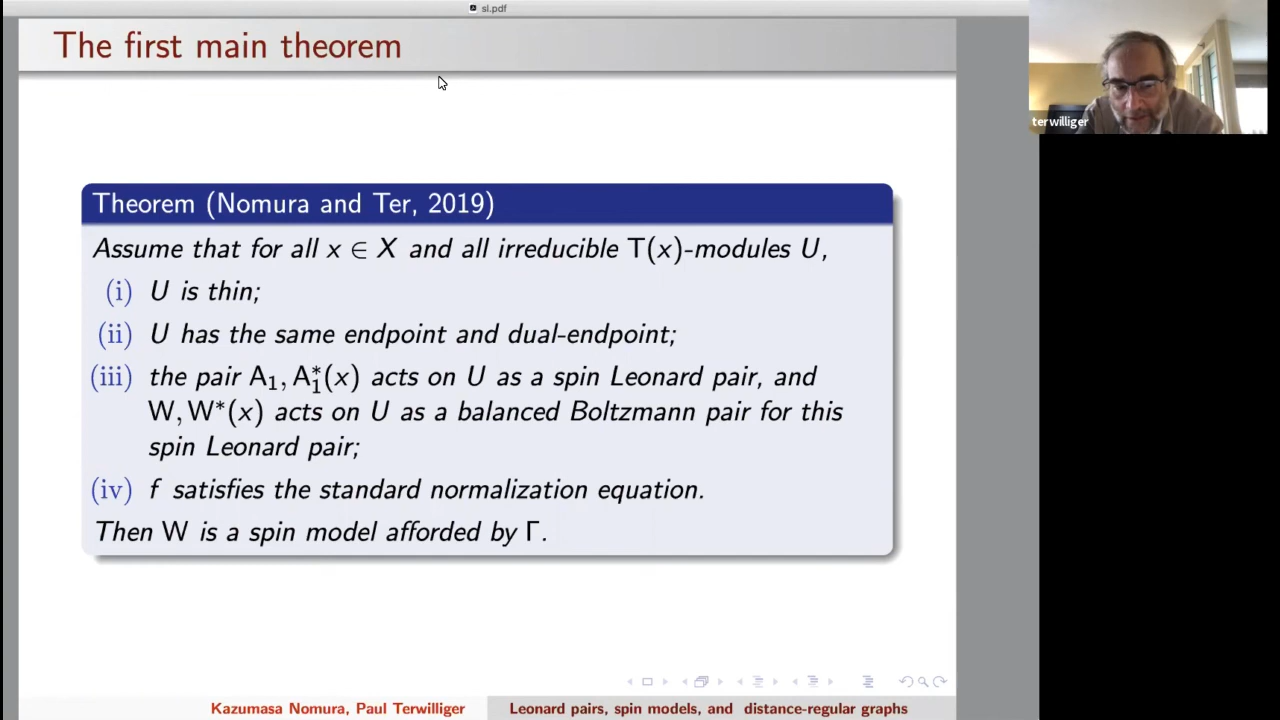 sl.pdf
The first main theorem
terwilliger
Theorem (Nomura and Ter, 2019)
Assume that for all x ∈ X and all irreducible T(x)-modules U,
(i) U is thin;
(ii) U has the same endpoint and dual-endpoint;
(iii) the pair A₁, A₁*(x) acts on U as a spin Leonard pair, and
W, W*(x) acts on U as a balanced Boltzmann pair for this
spin Leonard pair;
(iv) f satisfies the standard normalization equation.
Then W is a spin model afforded by Γ.
Kazumasa Nomura, Paul Terwilliger
Leonard pairs, spin models, and distance-regular graphs